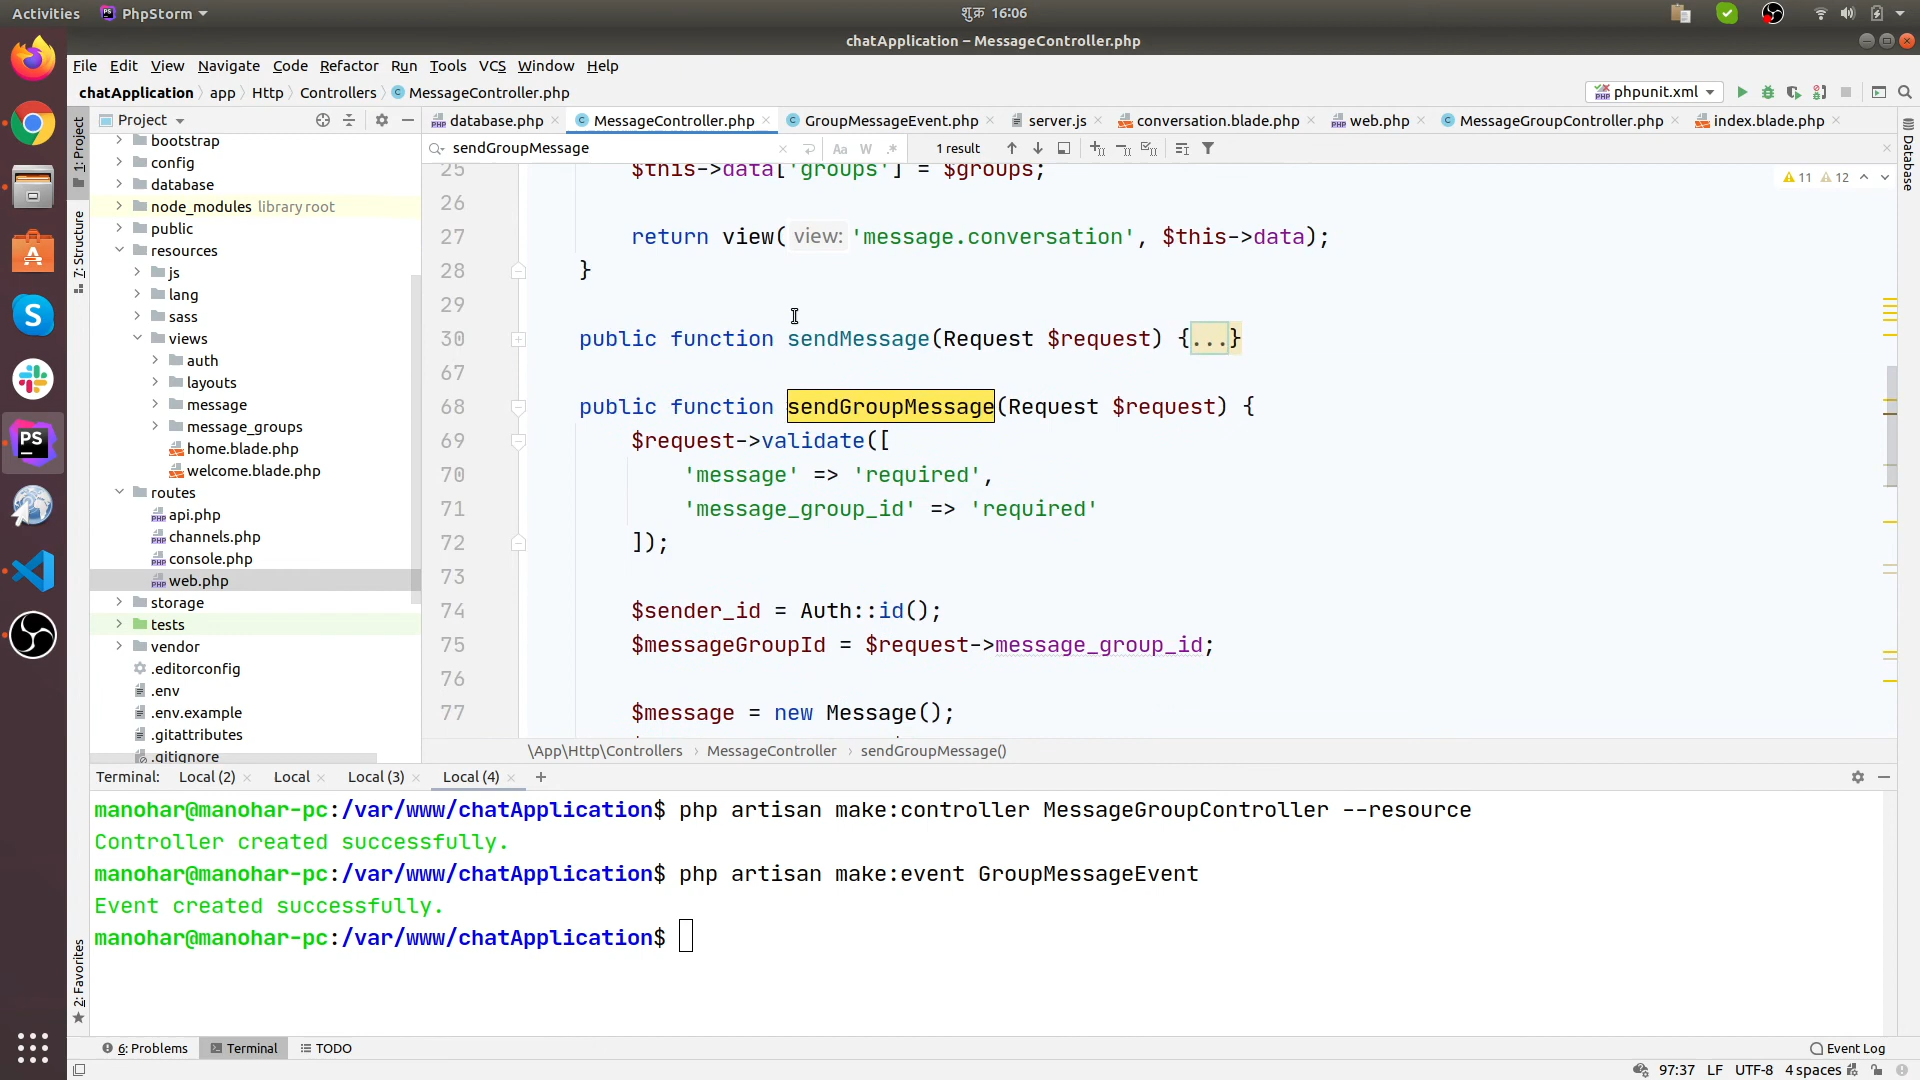 Activities PhpStorm शुक्र 16:06
chatApplication – MessageController.php
File Edit View Navigate Code Refactor Run Tools VCS Window Help
chatApplication app Http Controllers MessageController.php phpunit.xml
Project database.php MessageController.php GroupMessageEvent.php server.js conversation.blade.php web.php MessageGroupController.php index.blade.php
sendGroupMessage Aa W .* 1 result
1: Project
7: Structure
2: Favorites
Database
bootstrap
config
database
node_modules library root
public
resources
js
lang
sass
views
auth
layouts
message
message_groups
home.blade.php
welcome.blade.php
routes
api.php
channels.php
console.php
web.php
storage
tests
vendor
.editorconfig
.env
.env.example
.gitattributes
.gitignore
11 12
25 $this->data['groups'] = $groups;
26
27 return view( view: 'message.conversation', $this->data);
28 }
29
30 public function sendMessage(Request $request) {...}
67
68 public function sendGroupMessage(Request $request) {
69 $request->validate([
70 'message' => 'required',
71 'message_group_id' => 'required'
72 ]);
73
74 $sender_id = Auth::id();
75 $messageGroupId = $request->message_group_id;
76
77 $message = new Message();
\App\Http\Controllers MessageController sendGroupMessage()
Terminal: Local (2) Local Local (3) Local (4)
manohar@manohar-pc:/var/www/chatApplication$ php artisan make:controller MessageGroupController --resource
Controller created successfully.
manohar@manohar-pc:/var/www/chatApplication$ php artisan make:event GroupMessageEvent
Event created successfully.
manohar@manohar-pc:/var/www/chatApplication$
6: Problems Terminal TODO Event Log
97:37 LF UTF-8 4 spaces